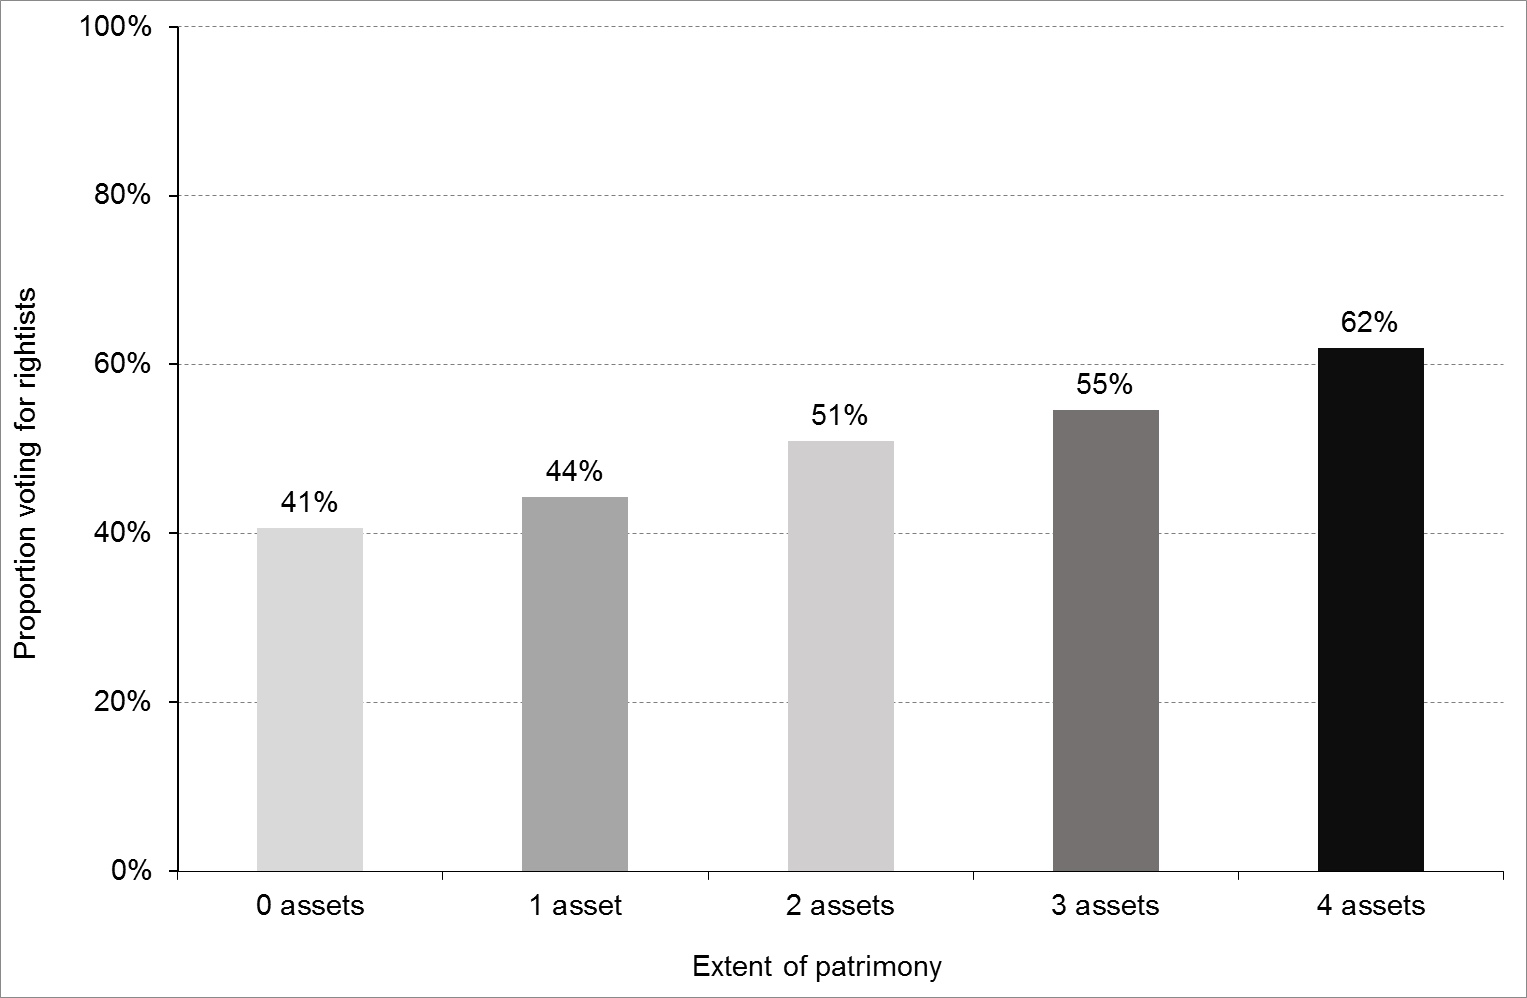 100%
80%
60%
40%
20%
0%
Proportion voting for rightists
41%
44%
51%
55%
62%
0 assets
1 asset
2 assets
3 assets
4 assets
Extent of patrimony